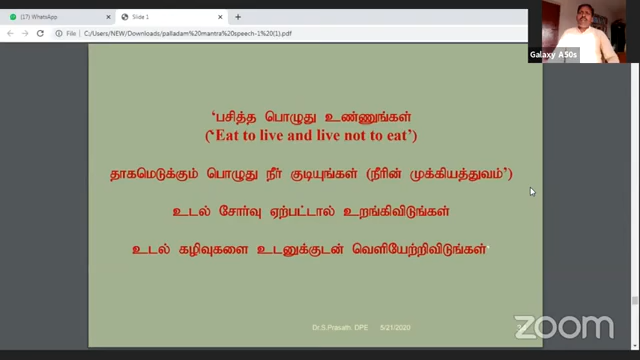 (17) WhatsApp
Slide 1
File
C:/Users/NEW/Downloads/palladam%20mantra%20speech-1%20(1).pdf
Galaxy A50s
‘பசித்த பொழுது உண்ணுங்கள்
(‘Eat to live and live not to eat’)
தாகமெடுக்கும் பொழுது நீர் குடியுங்கள் (நீரின் முக்கியத்துவம்’)
உடல் சோர்வு ஏற்பட்டால் உறங்கிவிடுங்கள்
உடல் கழிவுகளை உடனுக்குடன் வெளியேற்றிவிடுங்கள்’
Dr.S.Prasath, DPE 5/21/2020
zoom